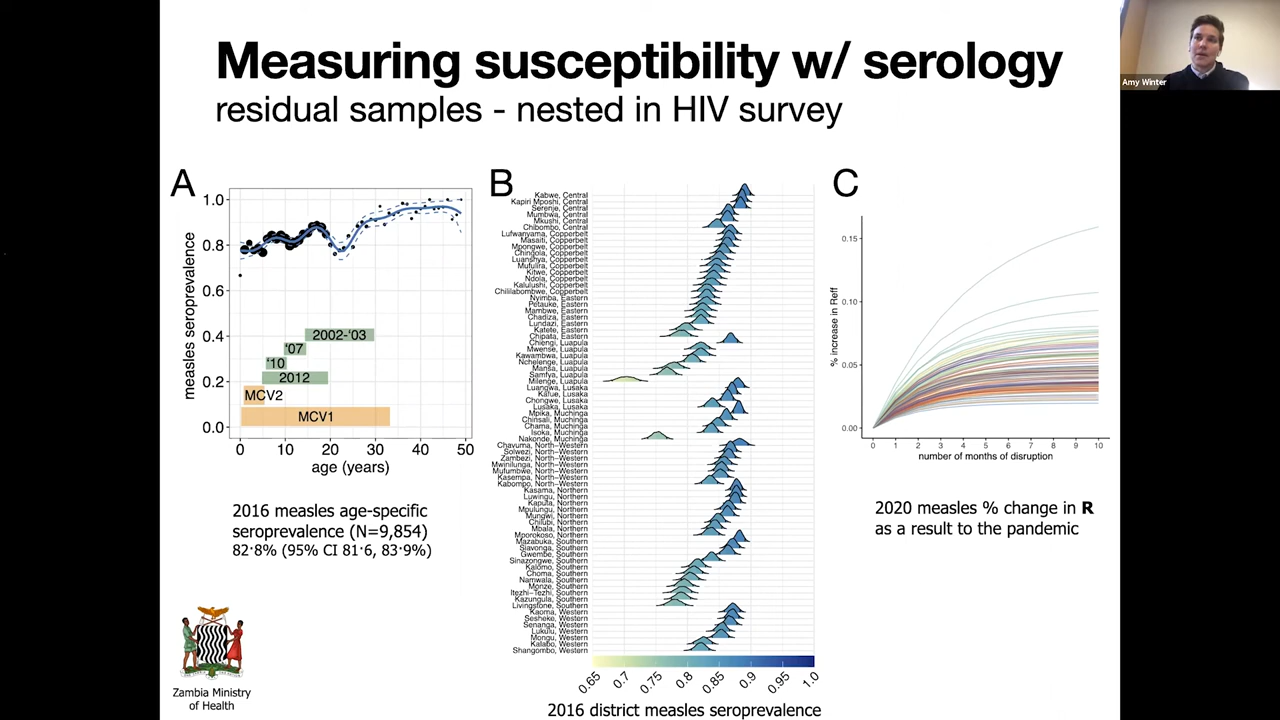 Measuring susceptibility w/ serology
residual samples - nested in HIV survey
Amy Winter
A
1.0
0.8
0.6
0.4
0.2
0.0
measles seroprevalence
2002-'03
'07
'10
2012
MCV2
MCV1
0
10
20
30
40
50
age (years)
2016 measles age-specific
seroprevalence (N=9,854)
82·8% (95% CI 81·6, 83·9%)
Zambia Ministry
of Health
B
Kabwe, Central
Kapiri Mposhi, Central
Serenje, Central
Mumbwa, Central
Mkushi, Central
Chibombo, Central
Lufwanyama, Copperbelt
Masaiti, Copperbelt
Mpongwe, Copperbelt
Chingola, Copperbelt
Luanshya, Copperbelt
Mufulira, Copperbelt
Kitwe, Copperbelt
Ndola, Copperbelt
Kalulushi, Copperbelt
Chililabombwe, Copperbelt
Nyimba, Eastern
Petauke, Eastern
Mambwe, Eastern
Chadiza, Eastern
Lundazi, Eastern
Katete, Eastern
Chipata, Eastern
Chiengi, Luapula
Mwense, Luapula
Kawambwa, Luapula
Nchelenge, Luapula
Mansa, Luapula
Samfya, Luapula
Milenge, Luapula
Luangwa, Lusaka
Kafue, Lusaka
Chongwe, Lusaka
Lusaka, Lusaka
Mpika, Muchinga
Chinsali, Muchinga
Chama, Muchinga
Isoka, Muchinga
Nakonde, Muchinga
Chavuma, North-Western
Solwezi, North-Western
Zambezi, North-Western
Mwinilunga, North-Western
Mufumbwe, North-Western
Kasempa, North-Western
Kabompo, North-Western
Kasama, Northern
Luwingu, Northern
Kaputa, Northern
Mpulungu, Northern
Mungwi, Northern
Chilubi, Northern
Mbala, Northern
Mporokoso, Northern
Mazabuka, Southern
Siavonga, Southern
Gwembe, Southern
Sinazongwe, Southern
Kalomo, Southern
Choma, Southern
Namwala, Southern
Monze, Southern
Itezhi-Tezhi, Southern
Kazungula, Southern
Livingstone, Southern
Kaoma, Western
Sesheke, Western
Senanga, Western
Lukulu, Western
Mongu, Western
Kalabo, Western
Shangombo, Western
0.65
0.7
0.75
0.8
0.85
0.9
0.95
1.0
2016 district measles seroprevalence
C
0.15
0.10
0.05
0.00
% increase in Reff
0
1
2
3
4
5
6
7
8
9
10
number of months of disruption
2020 measles % change in R
as a result to the pandemic